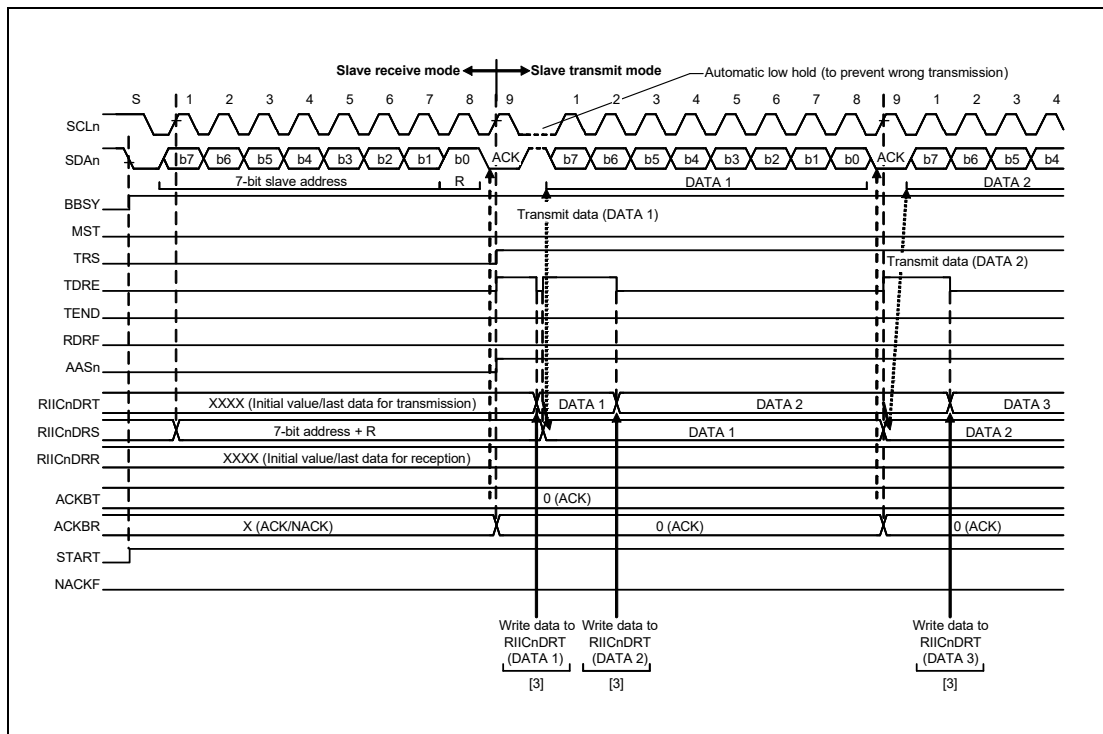 Slave receive mode Slave transmit mode
Automatic low hold (to prevent wrong transmission)
S 1 2 3 4 5 6 7 8 9 1 2 3 4 5 6 7 8 9 1 2 3 4
SCLn
SDAn b7 b6 b5 b4 b3 b2 b1 b0 ACK b7 b6 b5 b4 b3 b2 b1 b0 ACK b7 b6 b5 b4
7-bit slave address R DATA 1 DATA 2
BBSY
Transmit data (DATA 1)
MST
TRS
Transmit data (DATA 2)
TDRE
TEND
RDRF
AASn
RIICnDRT XXXX (Initial value/last data for transmission) DATA 1 DATA 2 DATA 3
RIICnDRS 7-bit address + R DATA 1 DATA 2
RIICnDRR XXXX (Initial value/last data for reception)
ACKBT 0 (ACK)
ACKBR X (ACK/NACK) 0 (ACK) 0 (ACK)
START
NACKF
Write data to RIICnDRT (DATA 1) [3]
Write data to RIICnDRT (DATA 2) [3]
Write data to RIICnDRT (DATA 3) [3]